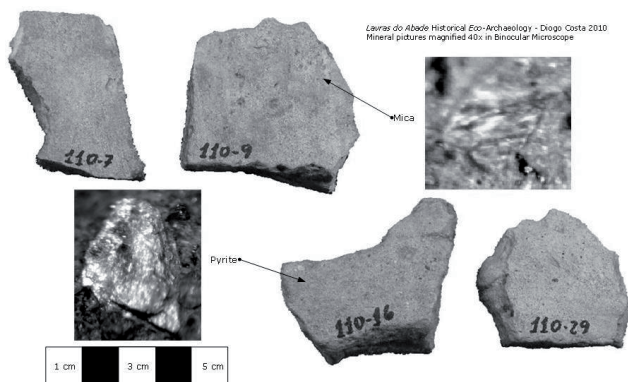 Lavras do Abade Historical Eco-Archaeology - Diogo Costa 2010
Mineral pictures magnified 40x in Binocular Microscope
110-7
110-9
Mica
Pyrite
110-16
110-29
1 cm 3 cm 5 cm